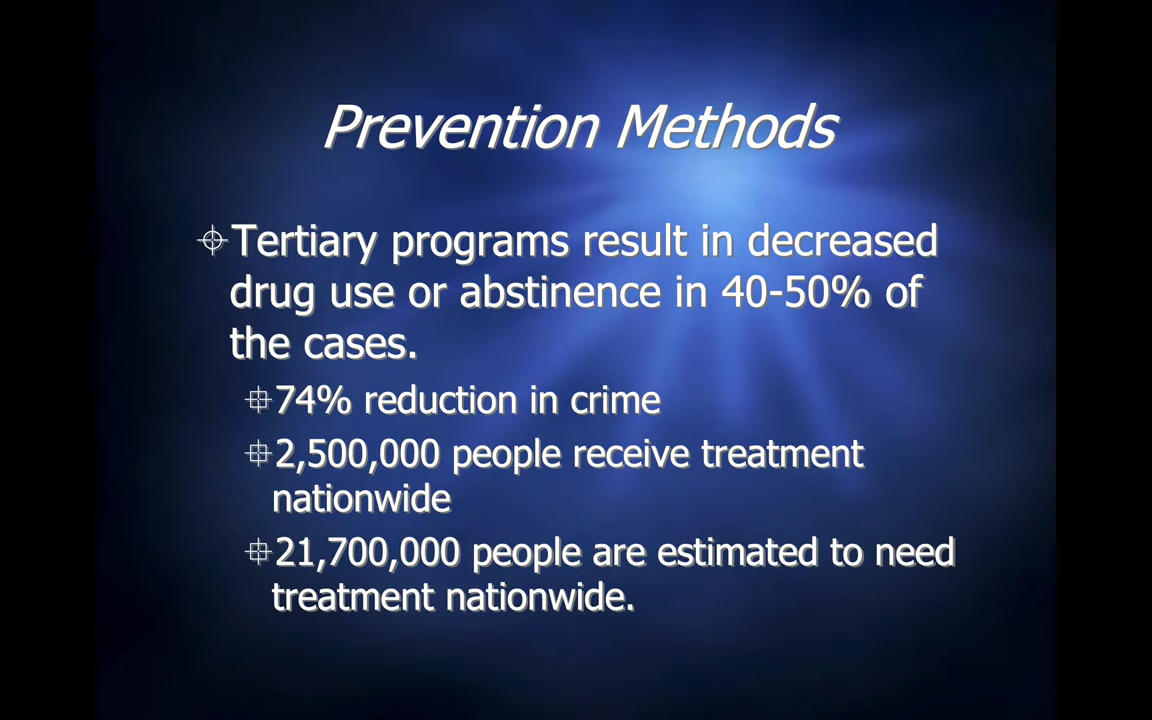 Prevention Methods
Tertiary programs result in decreased
drug use or abstinence in 40-50% of
the cases.
74% reduction in crime
2,500,000 people receive treatment
nationwide
21,700,000 people are estimated to need
treatment nationwide.